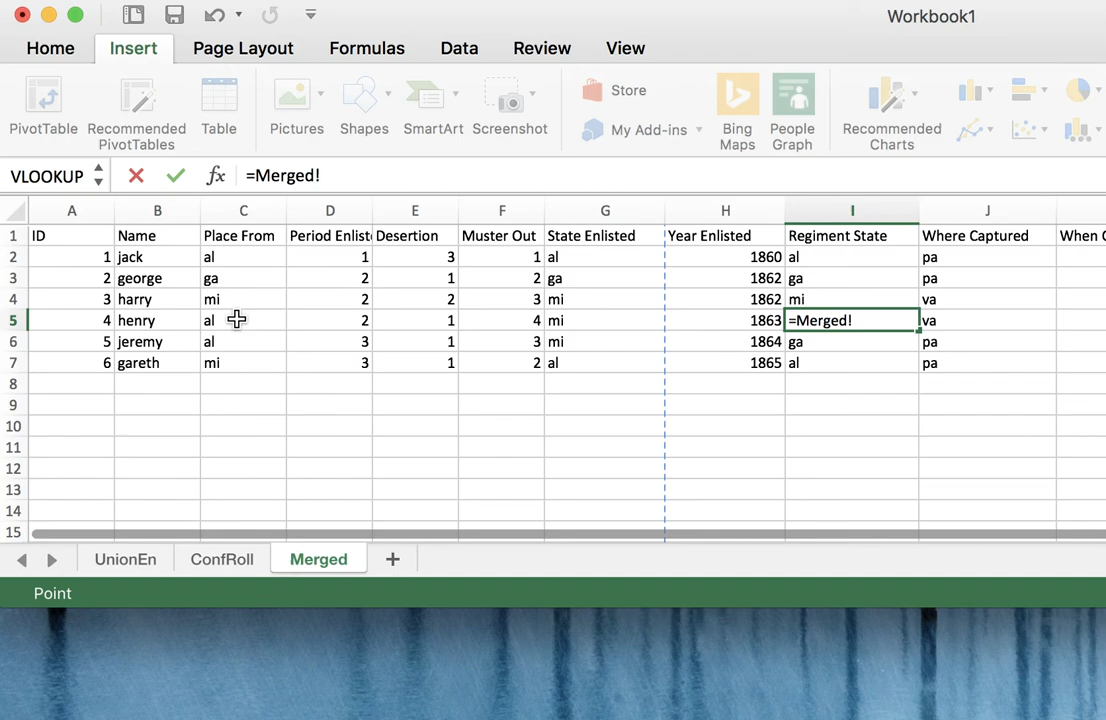 Workbook1
Home Insert Page Layout Formulas Data Review View
PivotTable Recommended PivotTables Table Pictures Shapes SmartArt Screenshot Store My Add-ins Bing Maps People Graph Recommended Charts
VLOOKUP fx =Merged!
A B C D E F G H I J
1 ID Name Place From Period Enliste Desertion Muster Out State Enlisted Year Enlisted Regiment State Where Captured When C
2 1 jack al 1 3 1 al 1860 al pa
3 2 george ga 2 1 2 ga 1862 ga pa
4 3 harry mi 2 2 3 mi 1862 mi va
5 4 henry al 2 1 4 mi 1863 =Merged! va
6 5 jeremy al 3 1 3 mi 1864 ga pa
7 6 gareth mi 3 1 2 al 1865 al pa
8
9
10
11
12
13
14
15
UnionEn ConfRoll Merged
Point